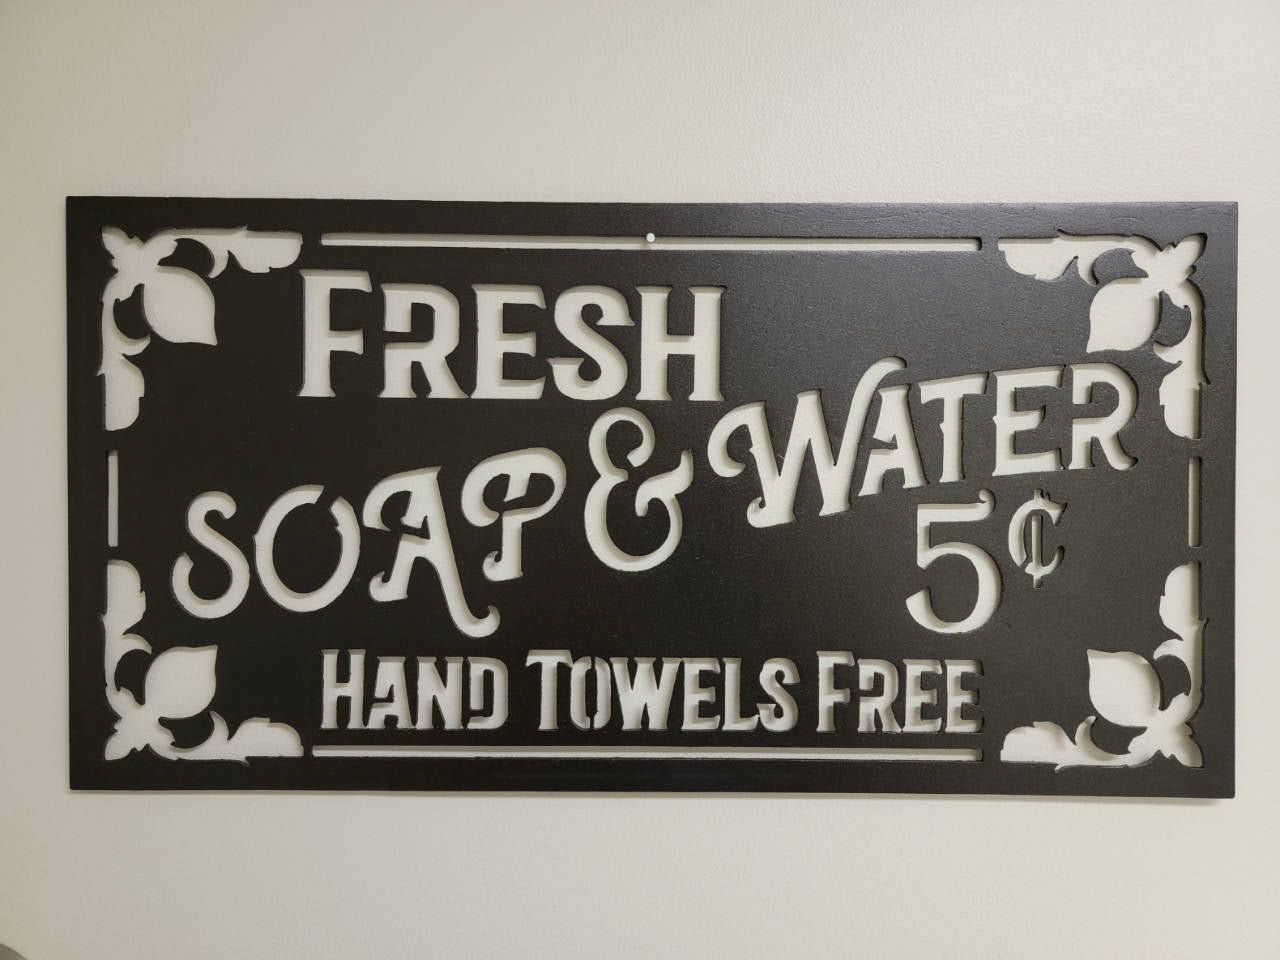 FRESH
SOAP & WATER
5¢
HAND TOWELS FREE